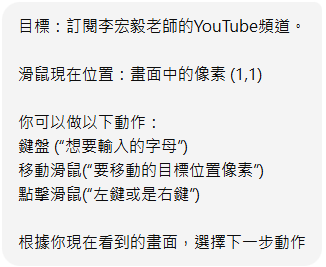 目標：訂閱李宏毅老師的YouTube頻道。
滑鼠現在位置：畫面中的像素 (1,1)
你可以做以下動作：
鍵盤 (“想要輸入的字母”)
移動滑鼠(“要移動的目標位置像素”)
點擊滑鼠(“左鍵或是右鍵”)
根據你現在看到的畫面，選擇下一步動作